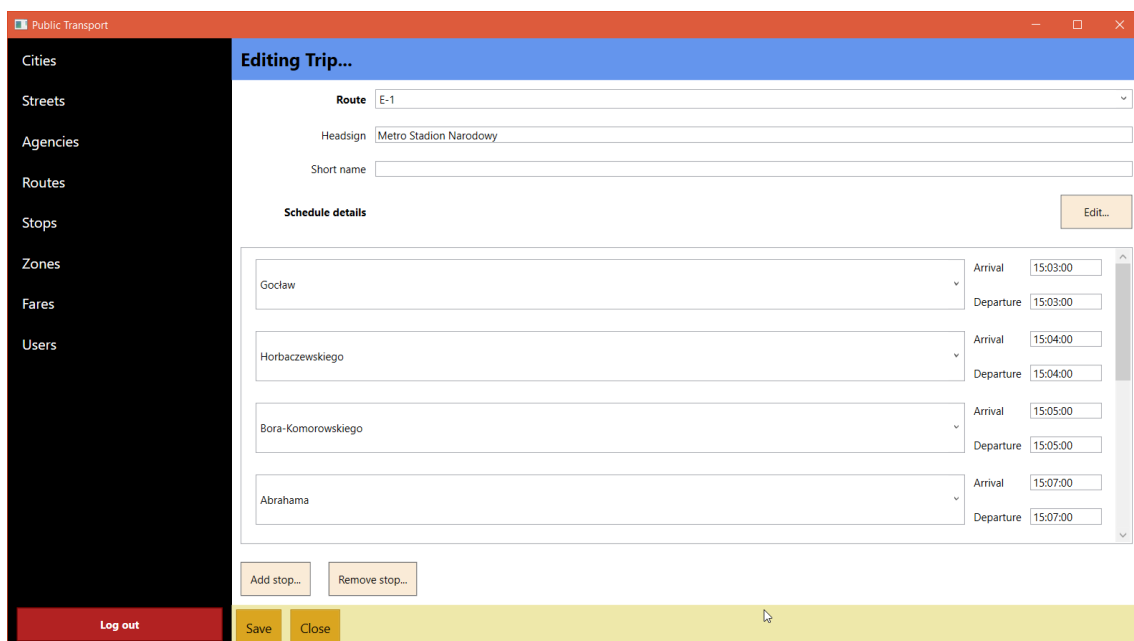 Public Transport
Cities
Streets
Agencies
Routes
Stops
Zones
Fares
Users
Log out
Editing Trip...
Route E-1
Headsign Metro Stadion Narodowy
Short name
Schedule details Edit...
Gocław
Arrival 15:03:00
Departure 15:03:00
Horbaczewskiego
Arrival 15:04:00
Departure 15:04:00
Bora-Komorowskiego
Arrival 15:05:00
Departure 15:05:00
Abrahama
Arrival 15:07:00
Departure 15:07:00
Add stop... Remove stop...
Save Close